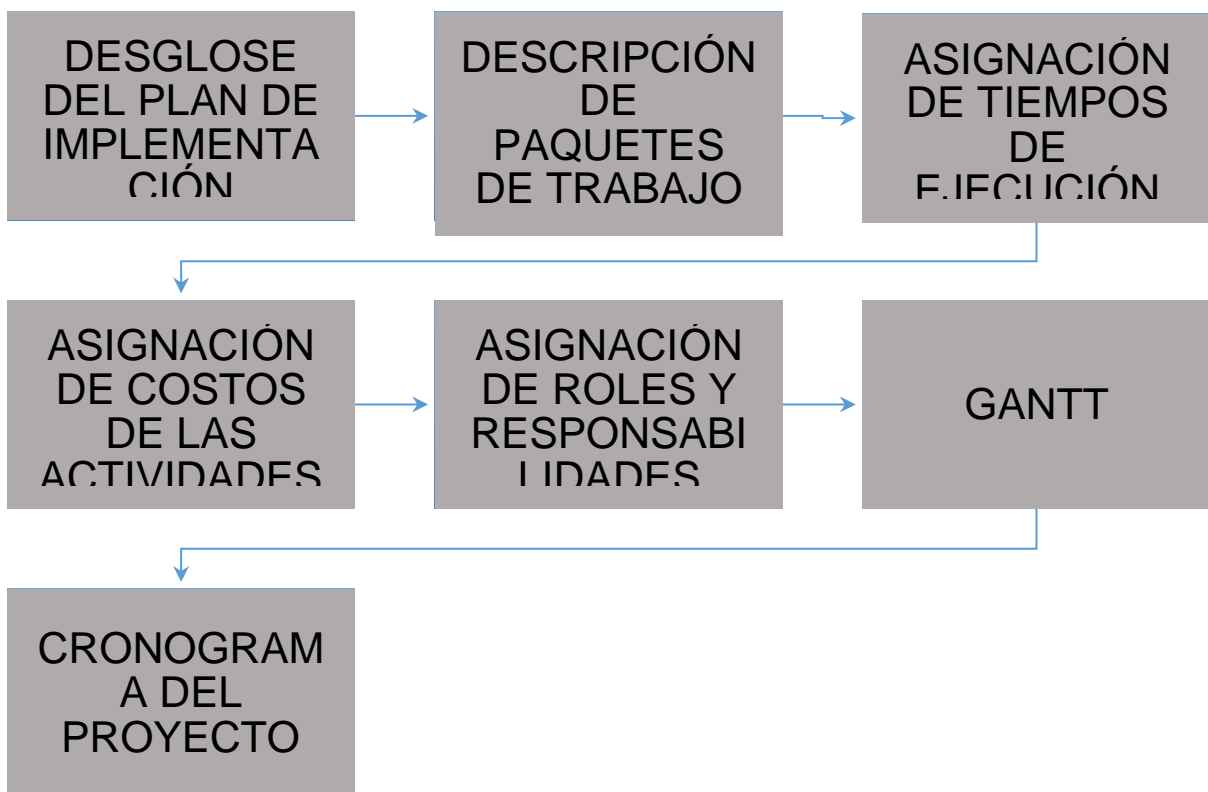 DESGLOSE
DEL PLAN DE
IMPLEMENTA
CIÓN
DESCRIPCIÓN
DE
PAQUETES
DE TRABAJO
ASIGNACIÓN
DE TIEMPOS
DE
EJECUCIÓN
ASIGNACIÓN
DE COSTOS
DE LAS
ACTIVIDADES
ASIGNACIÓN
DE ROLES Y
RESPONSABI
LIDADES
GANTT
CRONOGRAM
A DEL
PROYECTO